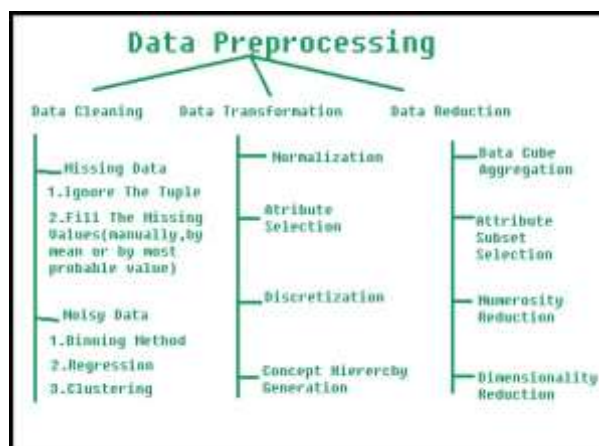 Data Preprocessing
Data Cleaning
Missing Data
1.Ignore The Tuple
2.Fill The Missing
Values(manually,by
mean or by most
probable value)
Noisy Data
1.Binning Method
2.Regression
3.Clustering
Data Transformation
Normalization
Atribute
Selection
Discretization
Concept Hierercby
Generation
Data Reduction
Data Cube
Aggregation
Attribute
Subset
Selection
Numerosity
Reduction
Dimensionality
Reduction